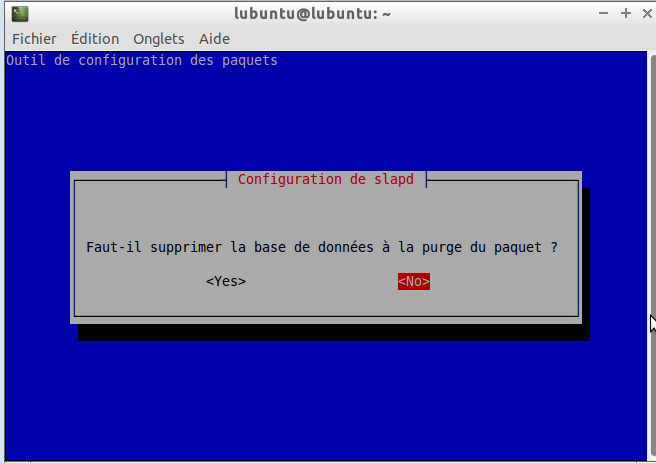 lubuntu@lubuntu: ~
Fichier Édition Onglets Aide
Outil de configuration des paquets
Configuration de slapd
Faut-il supprimer la base de données à la purge du paquet ?
<Yes> <No>